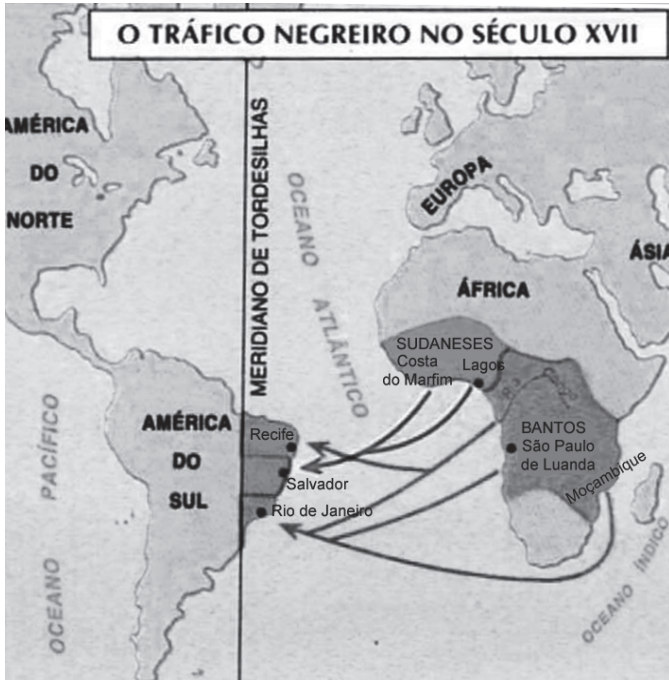 O TRÁFICO NEGREIRO NO SÉCULO XVII
AMÉRICA
DO
NORTE
MERIDIANO DE TORDESILHAS
OCEANO ATLÂNTICO
EUROPA
ÁSIA
ÁFRICA
SUDANESES
Costa
do Marfim
Lagos
Rio Congo
BANTOS
São Paulo
de Luanda
Moçambique
AMÉRICA
DO
SUL
Recife
Salvador
Rio de Janeiro
OCEANO PACÍFICO
OCEANO ÍNDICO